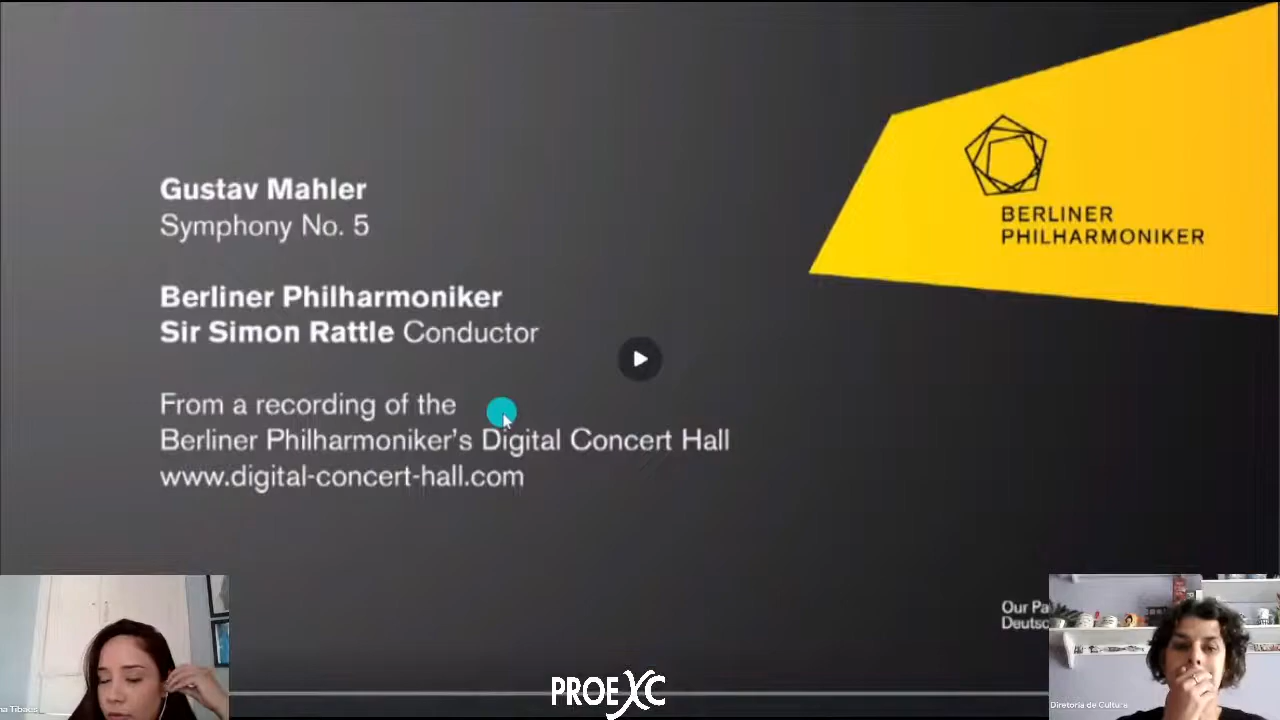 Gustav Mahler
Symphony No. 5
Berliner Philharmoniker
Sir Simon Rattle Conductor
From a recording of the
Berliner Philharmoniker's Digital Concert Hall
www.digital-concert-hall.com
BERLINER
PHILHARMONIKER
Our Pa
Deutsc
PROEXC
Diretoria de Cultura